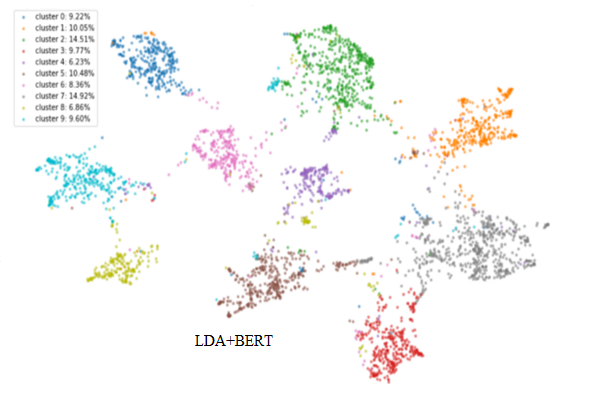 cluster 0: 9.22%
cluster 1: 10.05%
cluster 2: 14.51%
cluster 3: 9.77%
cluster 4: 6.23%
cluster 5: 10.48%
cluster 6: 8.36%
cluster 7: 14.92%
cluster 8: 6.86%
cluster 9: 9.60%
LDA+BERT